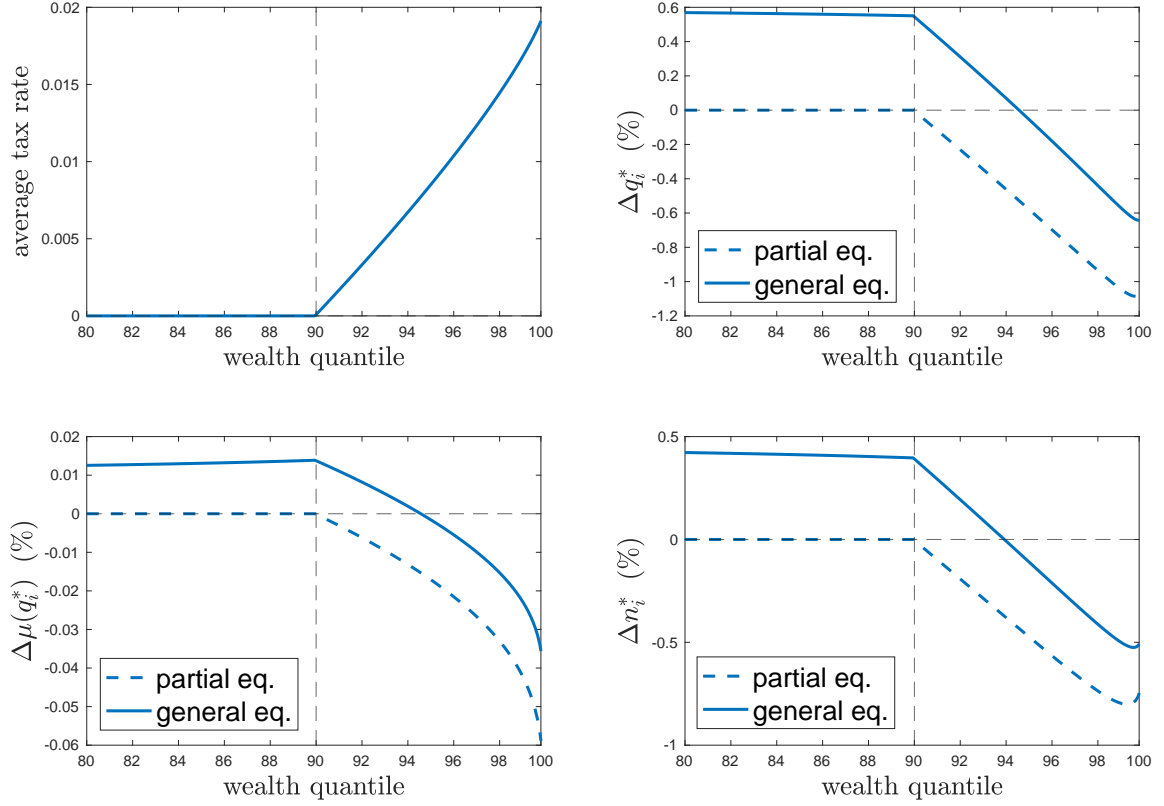 average tax rate
0.02
0.015
0.01
0.005
0
80 82 84 86 88 90 92 94 96 98 100
wealth quantile
Δq_i^* (%)
0.6
0.4
0.2
0
-0.2
-0.4
-0.6
-0.8
-1
-1.2
partial eq.
general eq.
80 82 84 86 88 90 92 94 96 98 100
wealth quantile
Δμ(q_i^*) (%)
0.02
0.01
0
-0.01
-0.02
-0.03
-0.04
-0.05
-0.06
partial eq.
general eq.
80 82 84 86 88 90 92 94 96 98 100
wealth quantile
Δn_i^* (%)
0.5
0
-0.5
-1
partial eq.
general eq.
80 82 84 86 88 90 92 94 96 98 100
wealth quantile